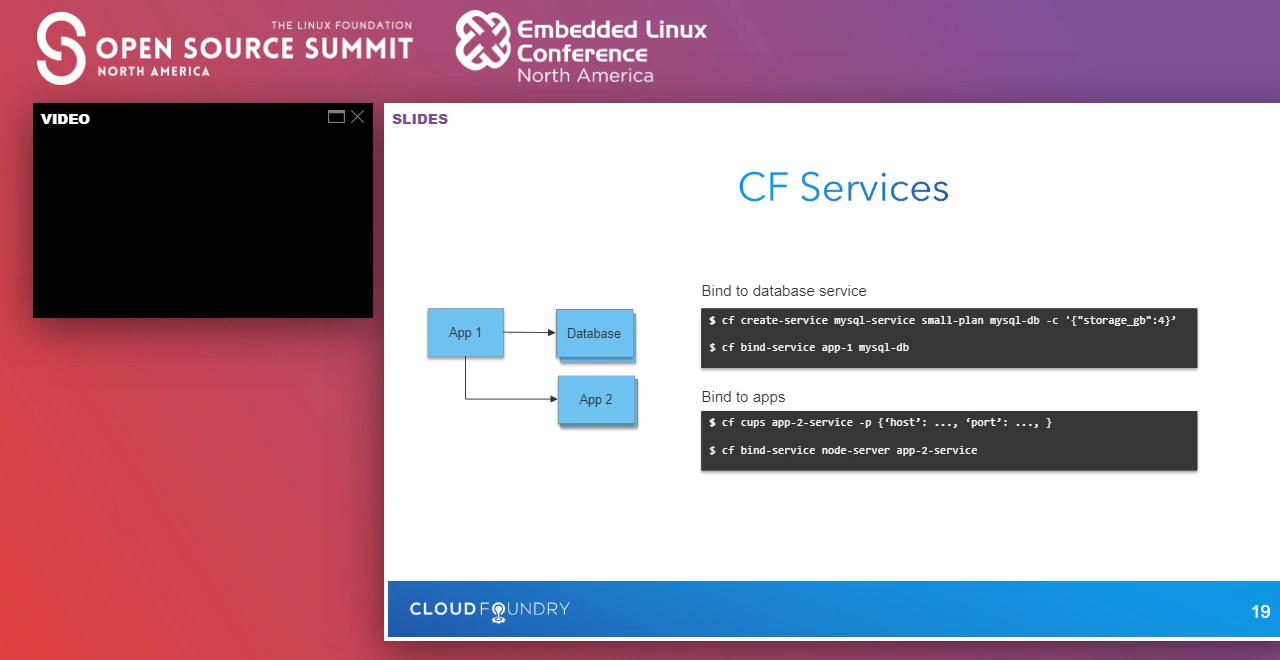 THE LINUX FOUNDATION
OPEN SOURCE SUMMIT
NORTH AMERICA
Embedded Linux
Conference
North America
VIDEO
SLIDES
CF Services
App 1
Database
App 2
Bind to database service
$ cf create-service mysql-service small-plan mysql-db -c '{"storage_gb":4}’
$ cf bind-service app-1 mysql-db
Bind to apps
$ cf cups app-2-service -p {‘host’: ..., ‘port’: ..., }
$ cf bind-service node-server app-2-service
CLOUD FOUNDRY
19